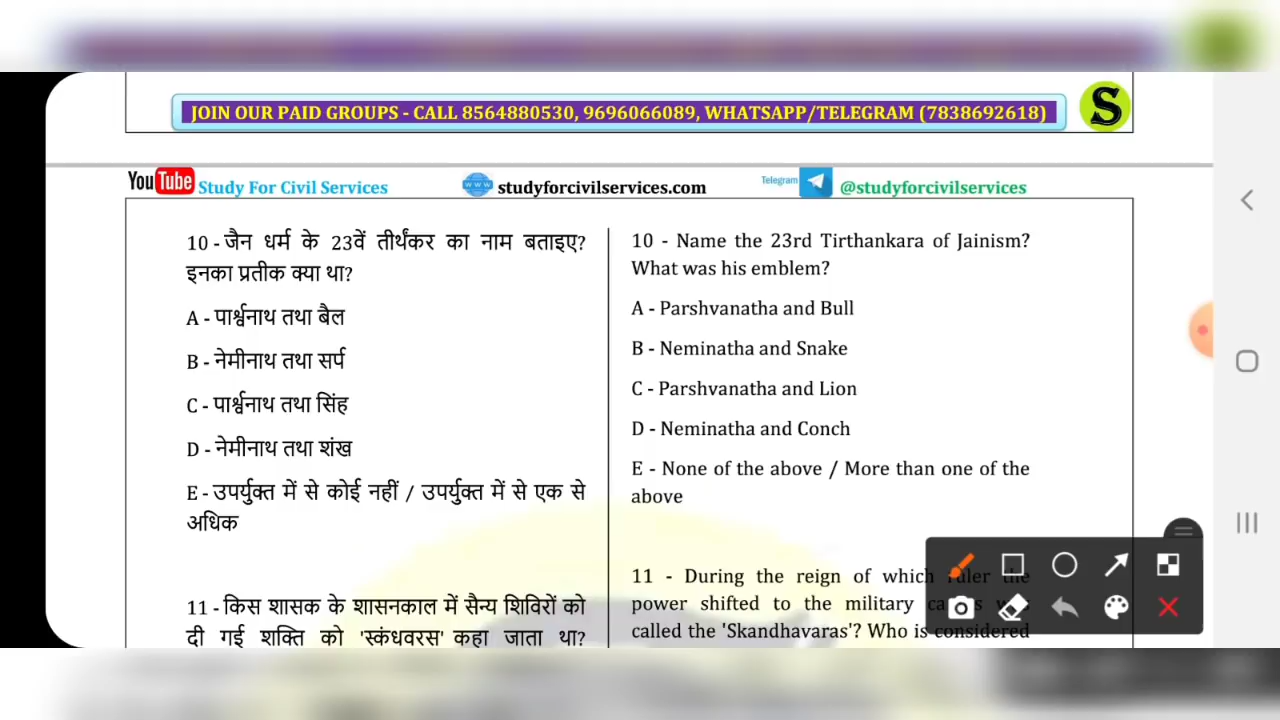 JOIN OUR PAID GROUPS - CALL 8564880530, 9696066089, WHATSAPP/TELEGRAM (7838692618)
S
YouTube Study For Civil Services
www studyforcivilservices.com
Telegram @studyforcivilservices
10 - जैन धर्म के 23वें तीर्थंकर का नाम बताइए?
इनका प्रतीक क्या था?
A - पार्श्वनाथ तथा बैल
B - नेमीनाथ तथा सर्प
C - पार्श्वनाथ तथा सिंह
D - नेमीनाथ तथा शंख
E - उपर्युक्त में से कोई नहीं / उपर्युक्त में से एक से
अधिक
11 - किस शासक के शासनकाल में सैन्य शिविरों को
दी गई शक्ति को 'स्कंधवरस' कहा जाता था?
10 - Name the 23rd Tirthankara of Jainism?
What was his emblem?
A - Parshvanatha and Bull
B - Neminatha and Snake
C - Parshvanatha and Lion
D - Neminatha and Conch
E - None of the above / More than one of the
above
11 - During the reign of which ruler the
power shifted to the military camps was
called the 'Skandhavaras'? Who is considered